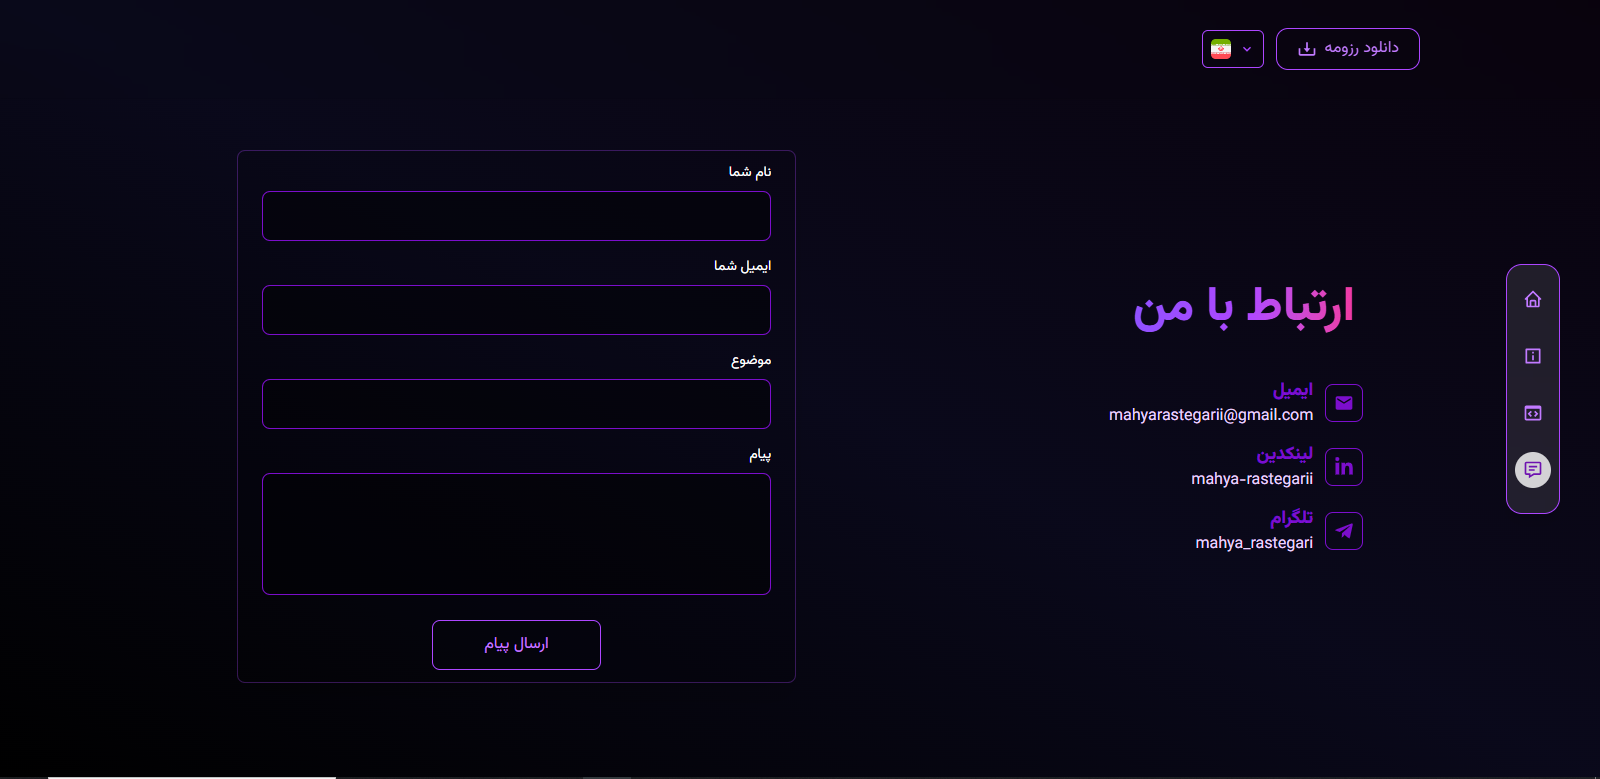 دانلود رزومه
ارتباط با من
ایمیل
mahyarastegarii@gmail.com
لینکدین
mahya-rastegarii
تلگرام
mahya_rastegari
نام شما
ایمیل شما
موضوع
پیام
ارسال پیام